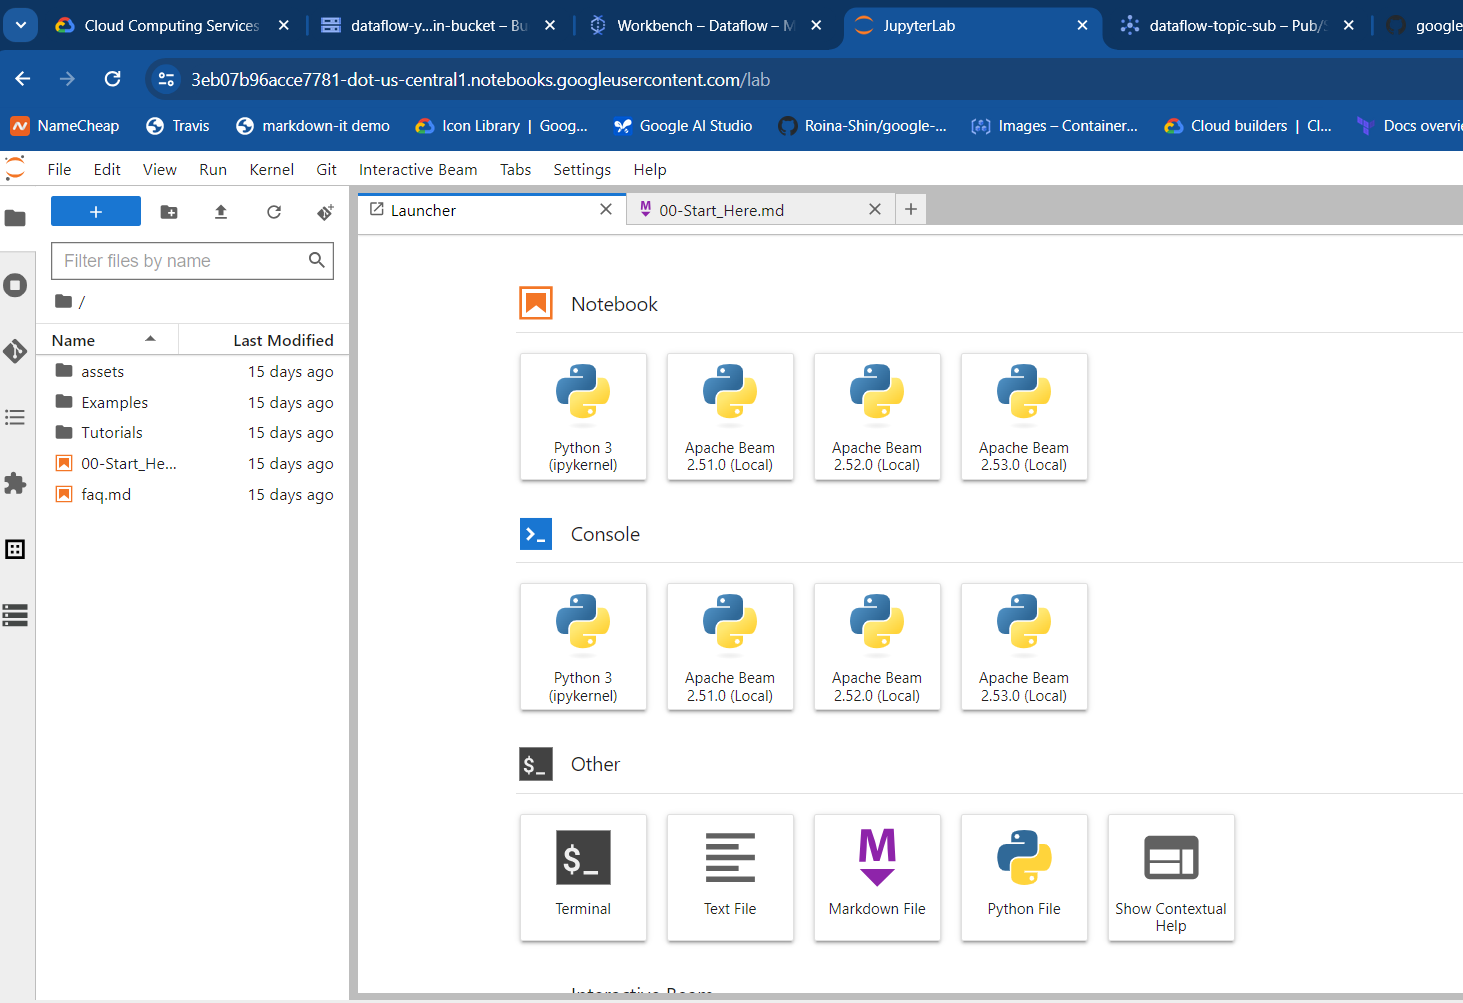 Cloud Computing Services
dataflow-y...in-bucket – Bu
Workbench – Dataflow – M
JupyterLab
dataflow-topic-sub – Pub/S
google
3eb07b96acce7781-dot-us-central1.notebooks.googleusercontent.com/lab
NameCheap
Travis
markdown-it demo
Icon Library | Goog...
Google AI Studio
Roina-Shin/google-...
Images – Container...
Cloud builders | Cl...
Docs overvie
File Edit View Run Kernel Git Interactive Beam Tabs Settings Help
+
Launcher
00-Start_Here.md
+
Filter files by name
/
Name Last Modified
assets 15 days ago
Examples 15 days ago
Tutorials 15 days ago
00-Start_He... 15 days ago
faq.md 15 days ago
Notebook
Python 3
(ipykernel)
Apache Beam
2.51.0 (Local)
Apache Beam
2.52.0 (Local)
Apache Beam
2.53.0 (Local)
Console
Python 3
(ipykernel)
Apache Beam
2.51.0 (Local)
Apache Beam
2.52.0 (Local)
Apache Beam
2.53.0 (Local)
$_
Other
$_
Terminal
Text File
M
Markdown File
Python File
Show Contextual
Help
Interactive Beam